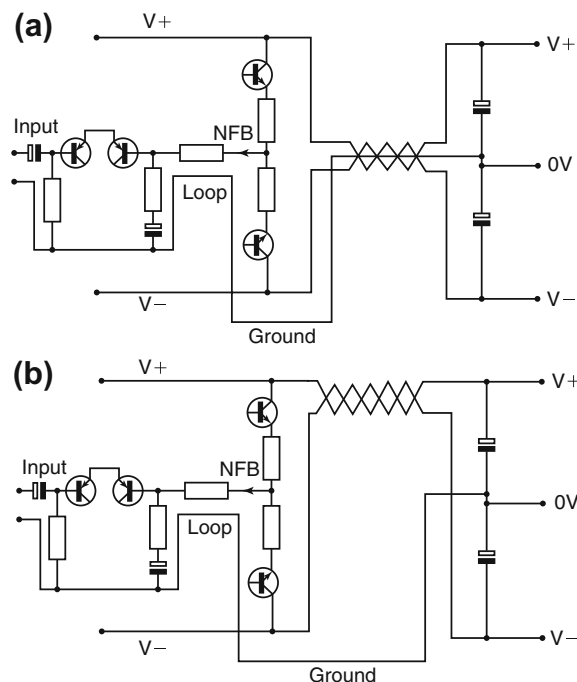 (a)
V+
V+
Input
NFB
0V
Loop
V−
V−
Ground
(b)
V+
V+
Input
NFB
Loop
0V
V−
V−
Ground